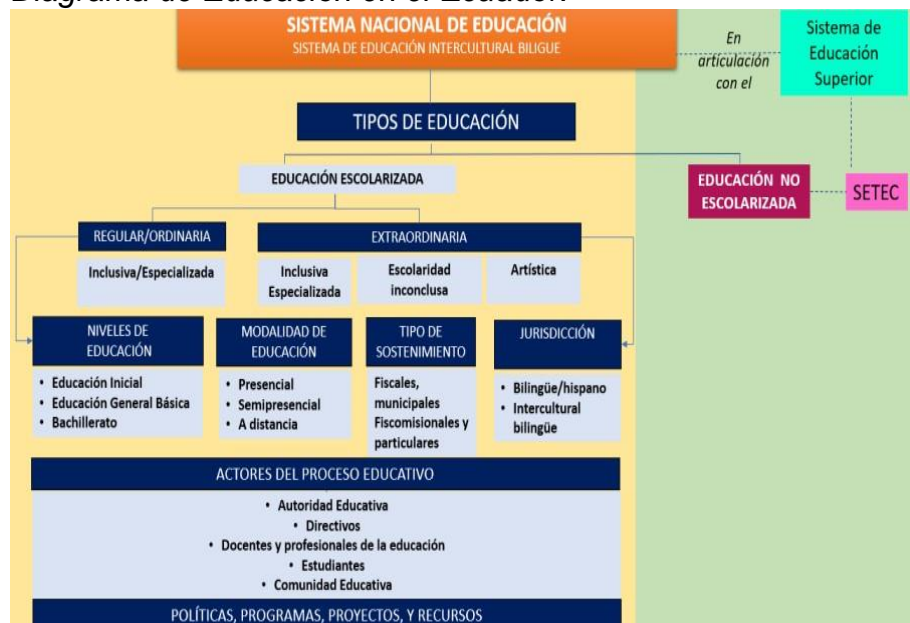 Diagrama de Educación en el Ecuador.
SISTEMA NACIONAL DE EDUCACIÓN
SISTEMA DE EDUCACIÓN INTERCULTURAL BILIGUE
En
articulación
con el
Sistema de
Educación
Superior
TIPOS DE EDUCACIÓN
EDUCACIÓN ESCOLARIZADA
EDUCACIÓN NO
ESCOLARIZADA
SETEC
REGULAR/ORDINARIA
Inclusiva/Especializada
EXTRAORDINARIA
Inclusiva
Especializada
Escolaridad
inconclusa
Artística
NIVELES DE
EDUCACIÓN
• Educación Inicial
• Educación General Básica
• Bachillerato
MODALIDAD DE
EDUCACIÓN
• Presencial
• Semipresencial
• A distancia
TIPO DE
SOSTENIMIENTO
Fiscales,
municipales
Fiscomisionales y
particulares
JURISDICCIÓN
• Bilingüe/hispano
• Intercultural
bilingüe
ACTORES DEL PROCESO EDUCATIVO
• Autoridad Educativa
• Directivos
• Docentes y profesionales de la educación
• Estudiantes
• Comunidad Educativa
POLÍTICAS, PROGRAMAS, PROYECTOS, Y RECURSOS